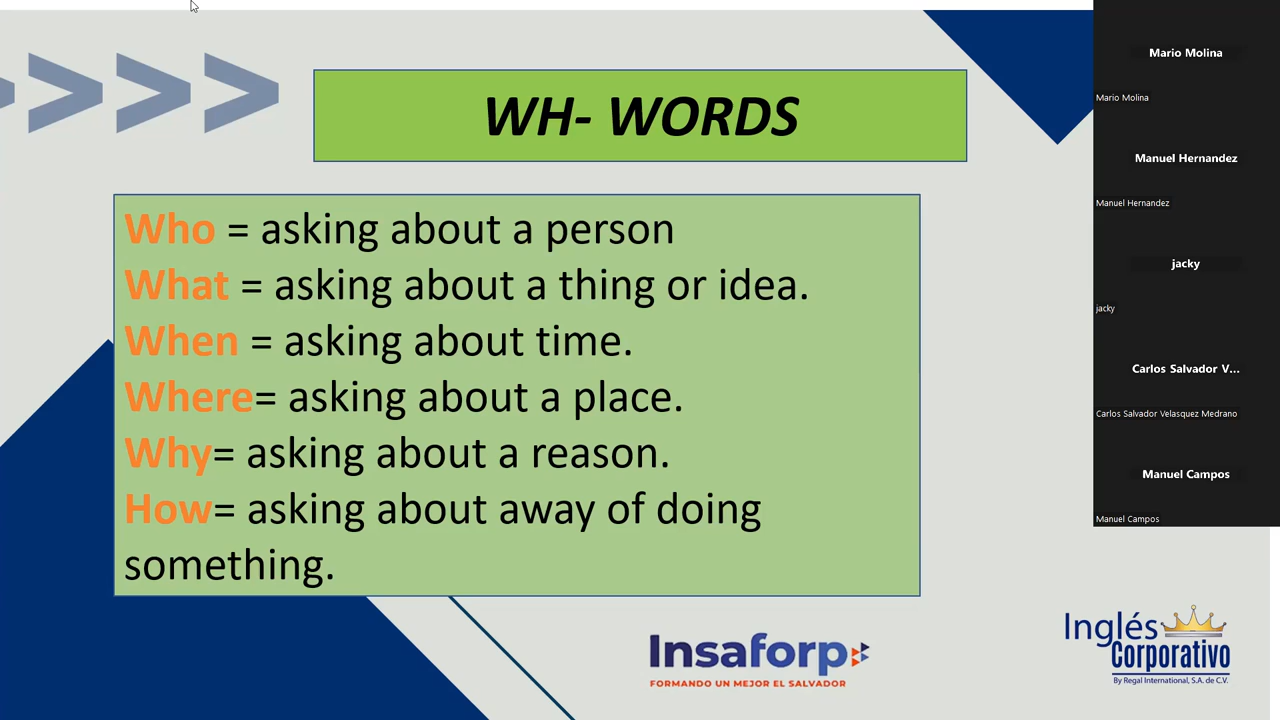 WH- WORDS
Who = asking about a person
What = asking about a thing or idea.
When = asking about time.
Where= asking about a place.
Why= asking about a reason.
How= asking about away of doing
something.
Insaforp
FORMANDO UN MEJOR EL SALVADOR
Inglés
Corporativo
By Regal International, S.A. de C.V.
Mario Molina
Mario Molina
Manuel Hernandez
Manuel Hernandez
jacky
jacky
Carlos Salvador V...
Carlos Salvador Velasquez Medrano
Manuel Campos
Manuel Campos